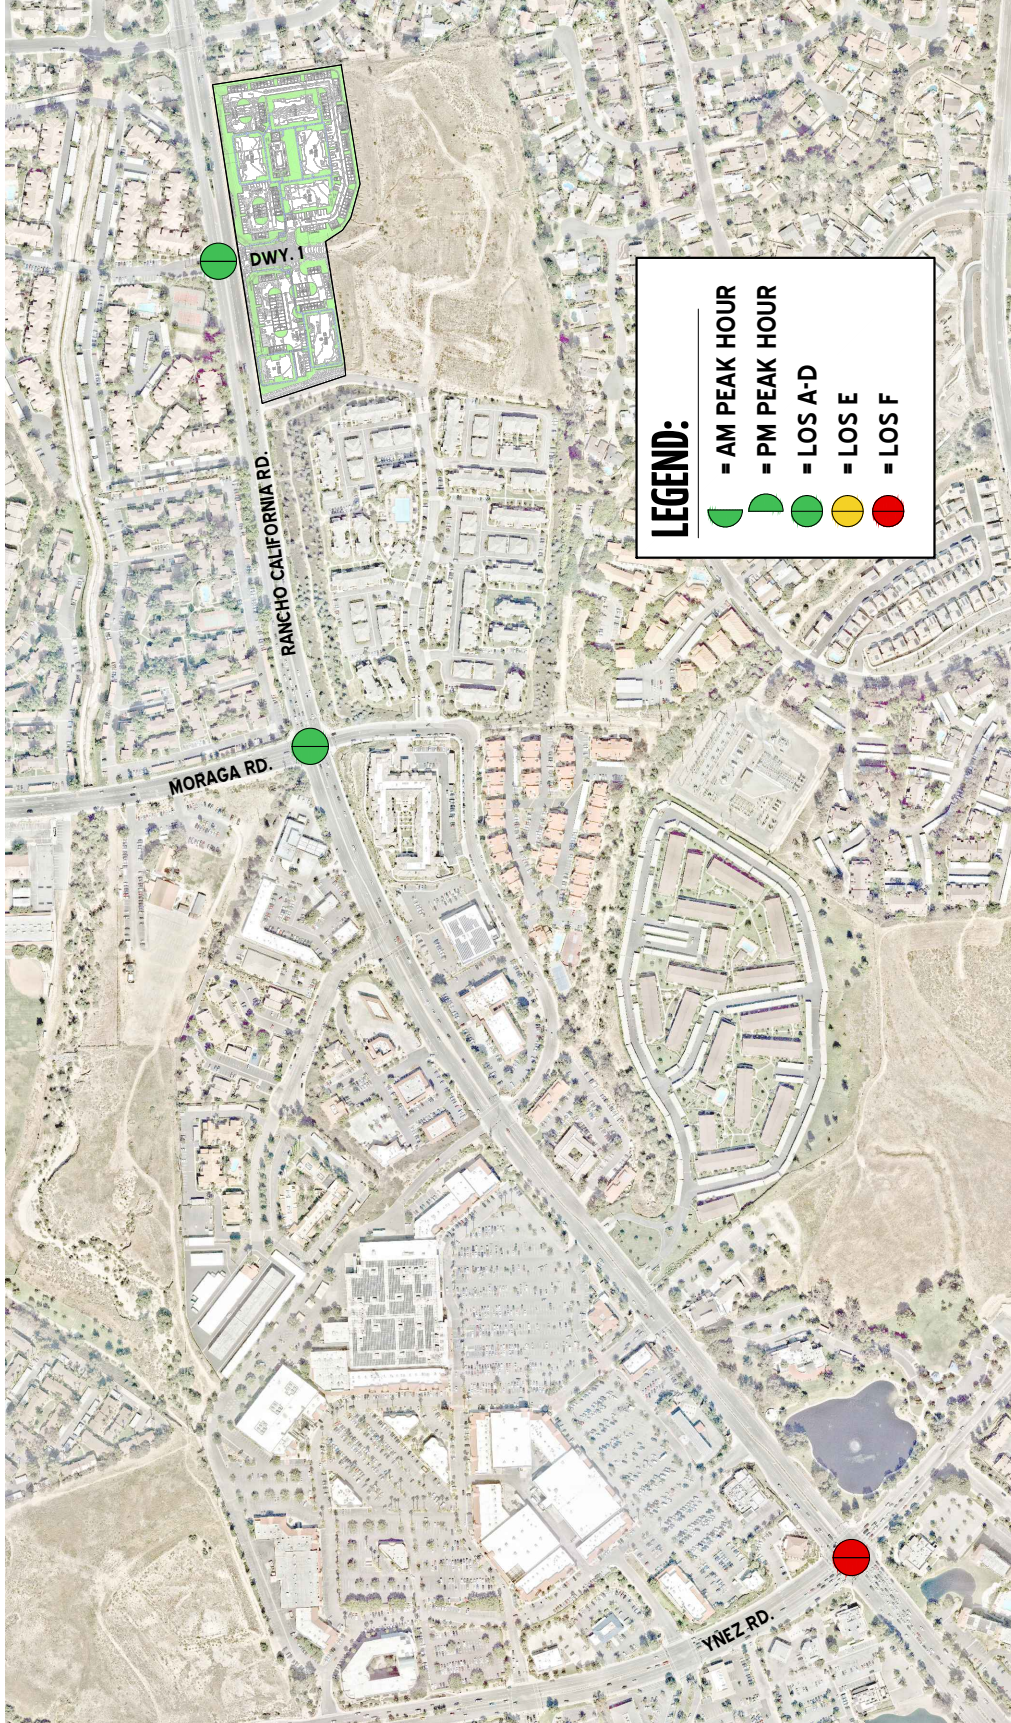 DWY. 1
RANCHO CALIFORNIA RD.
MORAGA RD.
YNEZ RD.
LEGEND:
= AM PEAK HOUR
= PM PEAK HOUR
= LOS A-D
= LOS E
= LOS F